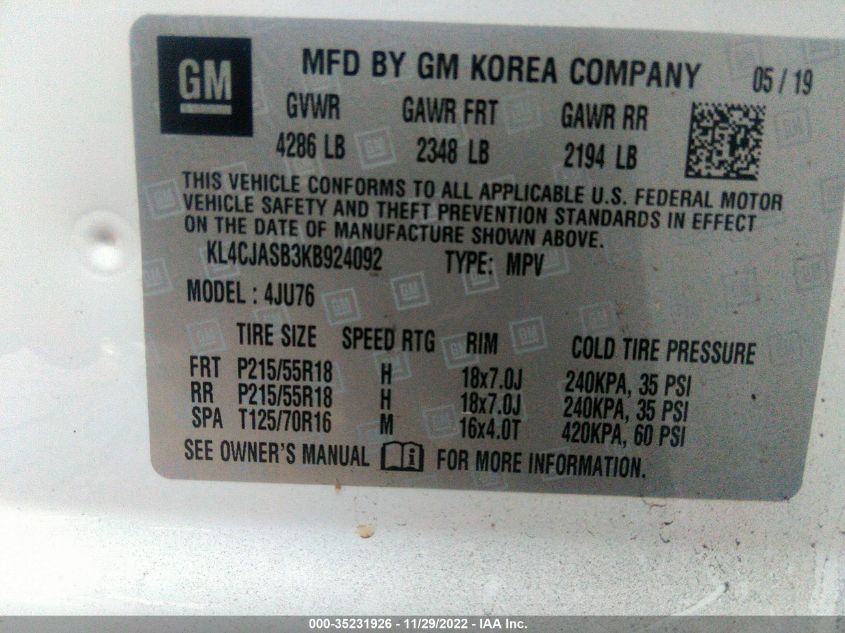 GM
MFD BY GM KOREA COMPANY 05 / 19
GVWR GAWR FRT GAWR RR
4286 LB 2348 LB 2194 LB
THIS VEHICLE CONFORMS TO ALL APPLICABLE U.S. FEDERAL MOTOR
VEHICLE SAFETY AND THEFT PREVENTION STANDARDS IN EFFECT
ON THE DATE OF MANUFACTURE SHOWN ABOVE.
KL4CJASB3KB924092 TYPE: MPV
MODEL : 4JU76
TIRE SIZE SPEED RTG RIM COLD TIRE PRESSURE
FRT P215/55R18 H 18x7.0J 240KPA, 35 PSI
RR P215/55R18 H 18x7.0J 240KPA, 35 PSI
SPA T125/70R16 M 16x4.0T 420KPA, 60 PSI
SEE OWNER'S MANUAL FOR MORE INFORMATION.
000-35231926 - 11/29/2022 - IAA Inc.